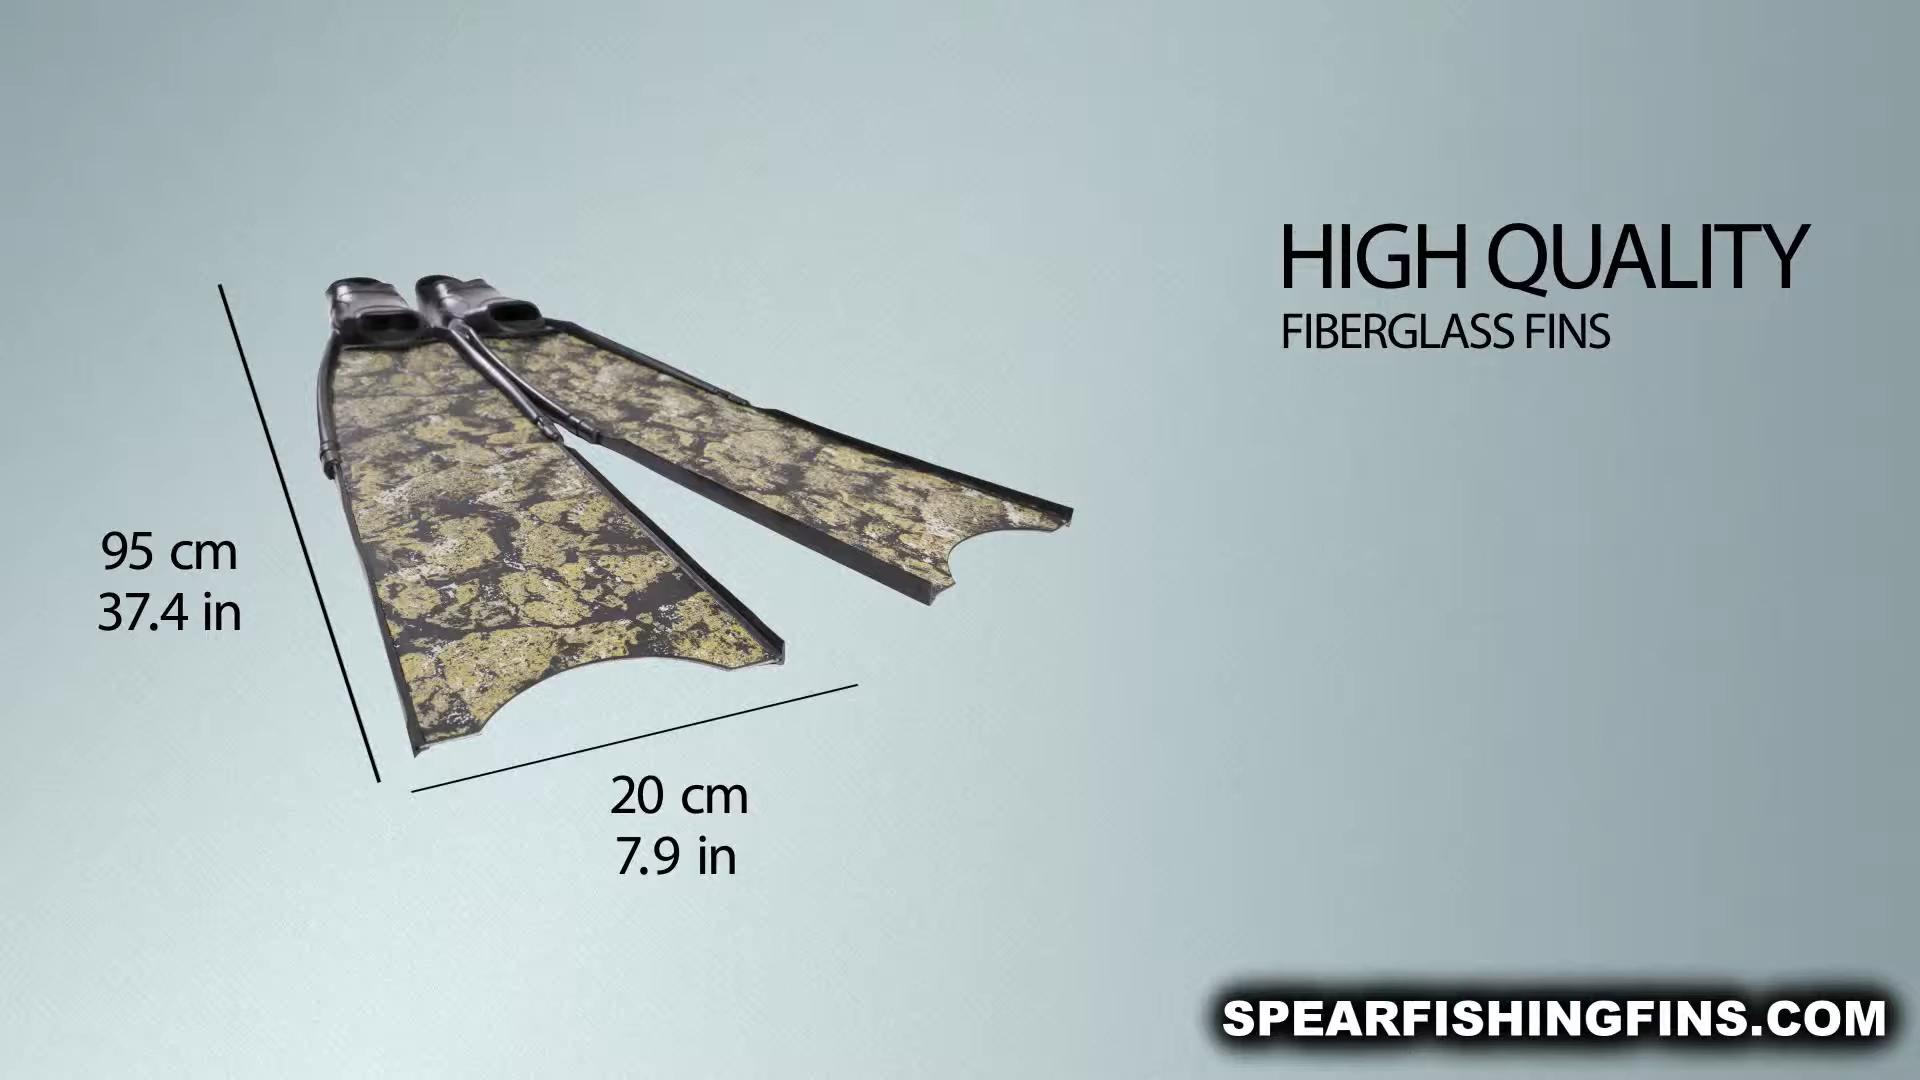 HIGH QUALITY
FIBERGLASS FINS
95 cm
37.4 in
20 cm
7.9 in
SPEARFISHINGFINS.COM